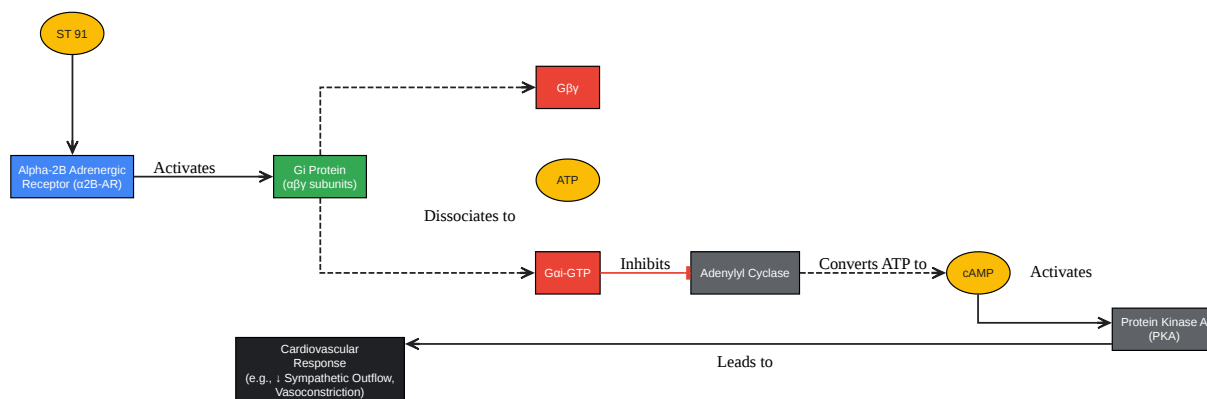 ST 91
Gβγ
Alpha-2B Adrenergic
Receptor (α2B-AR)
Activates
Gi Protein
(αβγ subunits)
ATP
Dissociates to
Gαi-GTP
Inhibits
Adenylyl Cyclase
Converts ATP to
cAMP
Activates
Protein Kinase A
(PKA)
Leads to
Cardiovascular
Response
(e.g., ↓ Sympathetic Outflow,
Vasoconstriction)